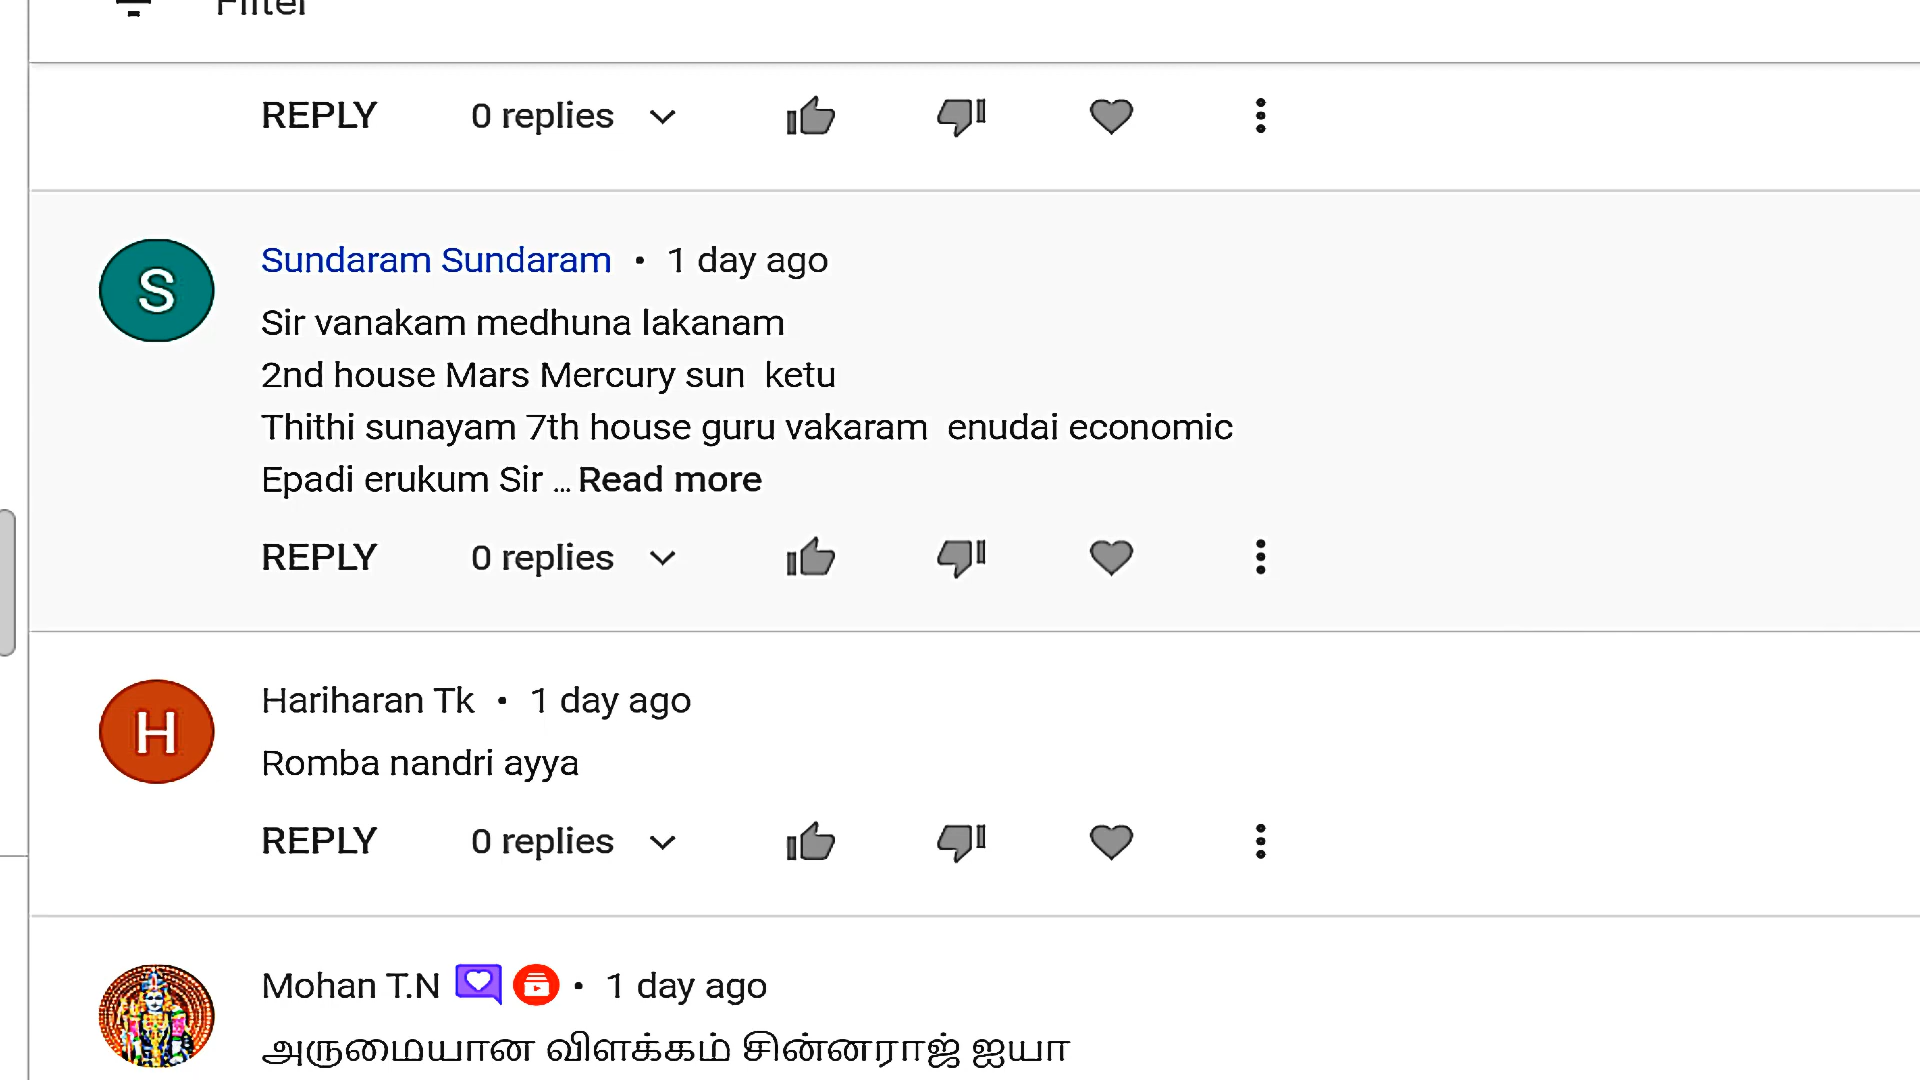 Filter
REPLY 0 replies
S
Sundaram Sundaram • 1 day ago
Sir vanakam medhuna lakanam
2nd house Mars Mercury sun ketu
Thithi sunayam 7th house guru vakaram enudai economic
Epadi erukum Sir ... Read more
REPLY 0 replies
H
Hariharan Tk • 1 day ago
Romba nandri ayya
REPLY 0 replies
Mohan T.N • 1 day ago
அருமையான விளக்கம் சின்னராஜ் ஐயா